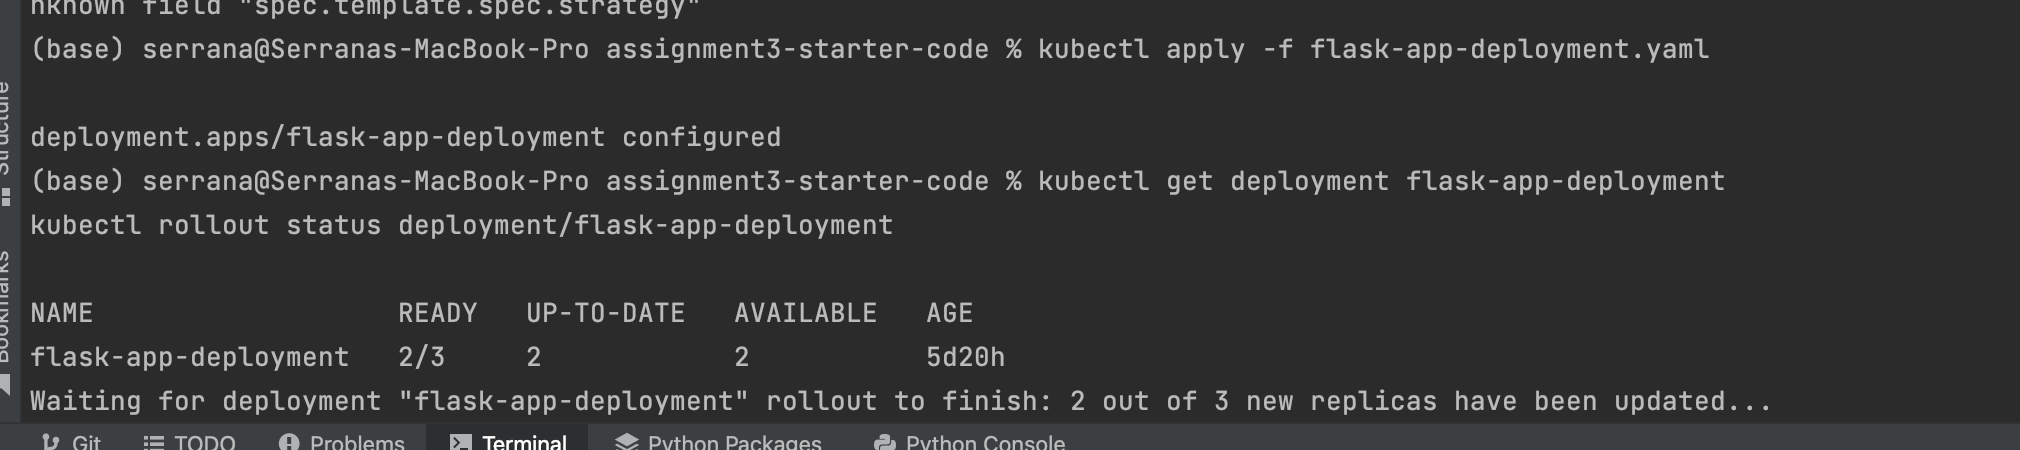 nknown field "spec.template.spec.strategy"
(base) serrana@Serranas-MacBook-Pro assignment3-starter-code % kubectl apply -f flask-app-deployment.yaml
deployment.apps/flask-app-deployment configured
(base) serrana@Serranas-MacBook-Pro assignment3-starter-code % kubectl get deployment flask-app-deployment
kubectl rollout status deployment/flask-app-deployment
NAME READY UP-TO-DATE AVAILABLE AGE
flask-app-deployment 2/3 2 2 5d20h
Waiting for deployment "flask-app-deployment" rollout to finish: 2 out of 3 new replicas have been updated...
Structure
Bookmarks
Git TODO Problems Terminal Python Packages Python Console